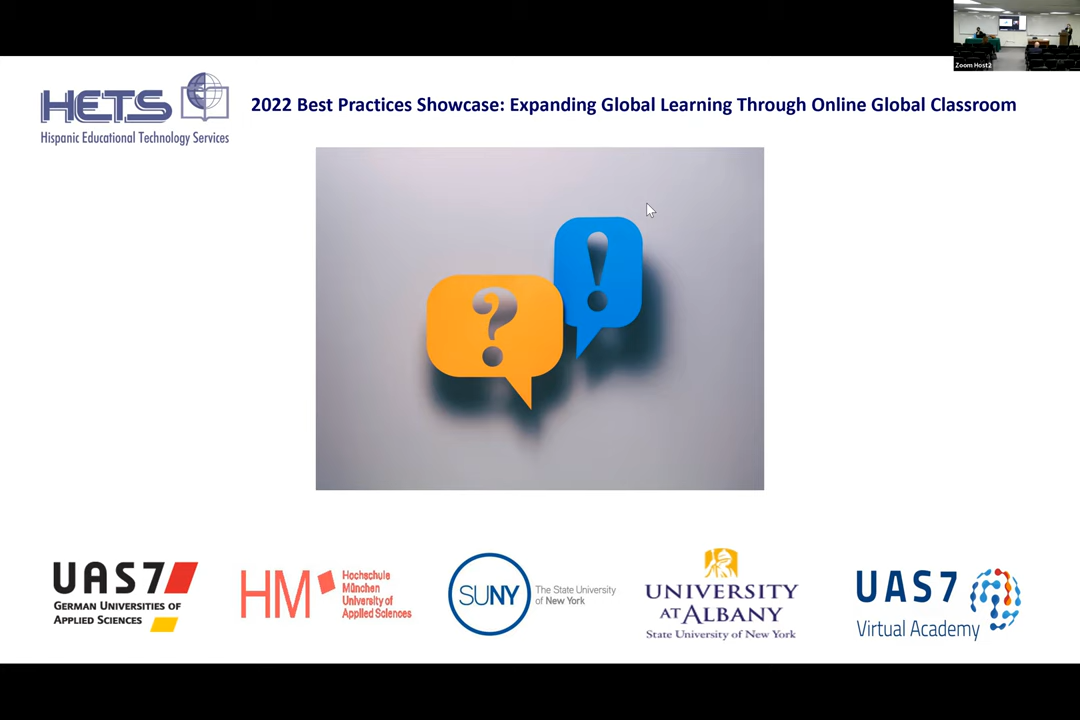 Zoom Host2
HETS
Hispanic Educational Technology Services
2022 Best Practices Showcase: Expanding Global Learning Through Online Global Classroom
?
!
UAS7
GERMAN UNIVERSITIES OF
APPLIED SCIENCES
HM
Hochschule
München
University of
Applied Sciences
SUNY
The State University
of New York
UNIVERSITY
AT ALBANY
State University of New York
UAS7
Virtual Academy